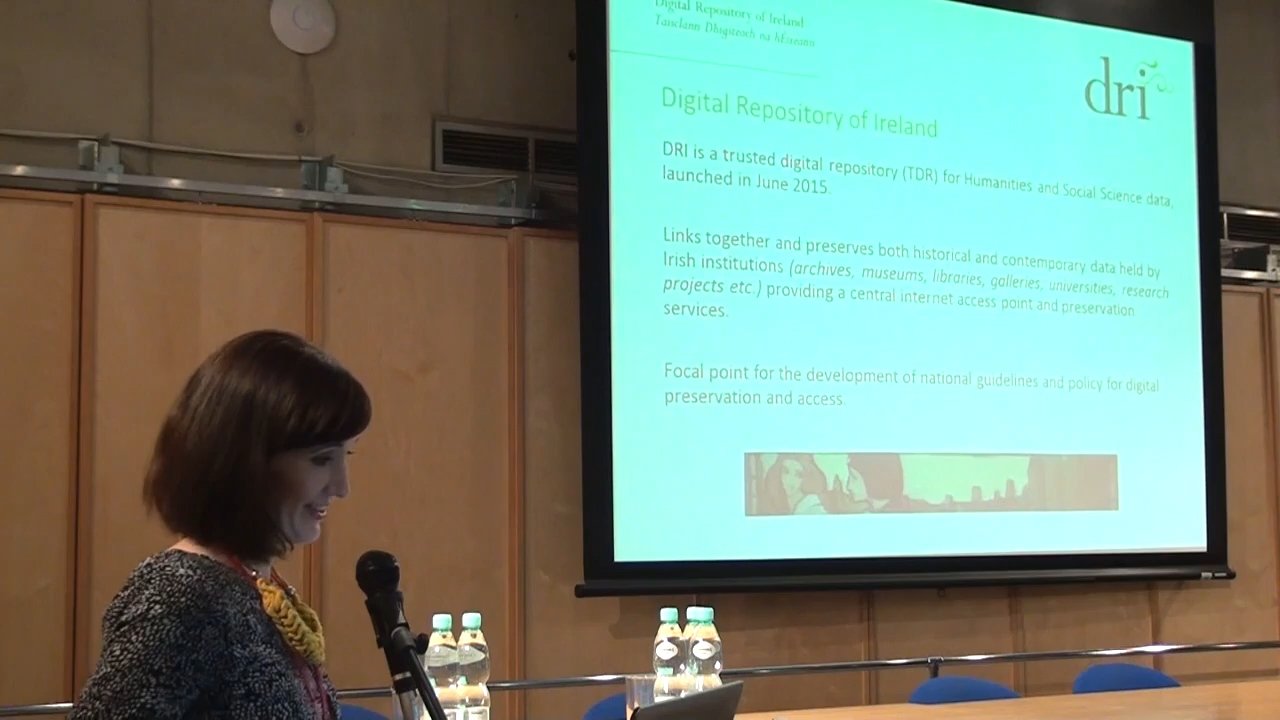 Digital Repository of Ireland
Taisclann Dhigiteach na hÉireann
dri
Digital Repository of Ireland
DRI is a trusted digital repository (TDR) for Humanities and Social Science data,
launched in June 2015.
Links together and preserves both historical and contemporary data held by
Irish institutions (archives, museums, libraries, galleries, universities, research
projects etc.) providing a central internet access point and preservation
services.
Focal point for the development of national guidelines and policy for digital
preservation and access.